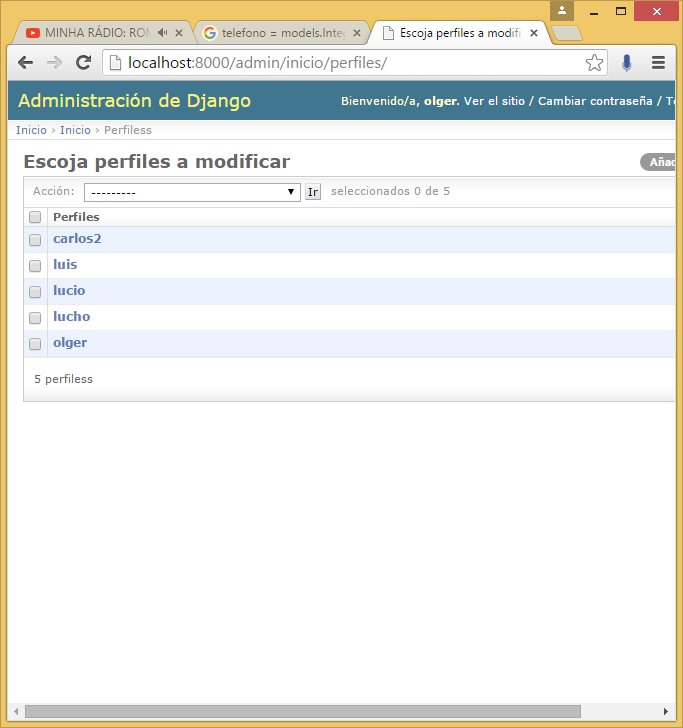 MINHA RÁDIO: ROM
telefono = models.Inte
Escoja perfiles a modifi
localhost:8000/admin/inicio/perfiles/
Administración de Django
Bienvenido/a, olger. Ver el sitio / Cambiar contraseña / Te
Inicio › Inicio › Perfiless
Escoja perfiles a modificar
Añad
Acción: --------- Ir seleccionados 0 de 5
Perfiles
carlos2
luis
lucio
lucho
olger
5 perfiless